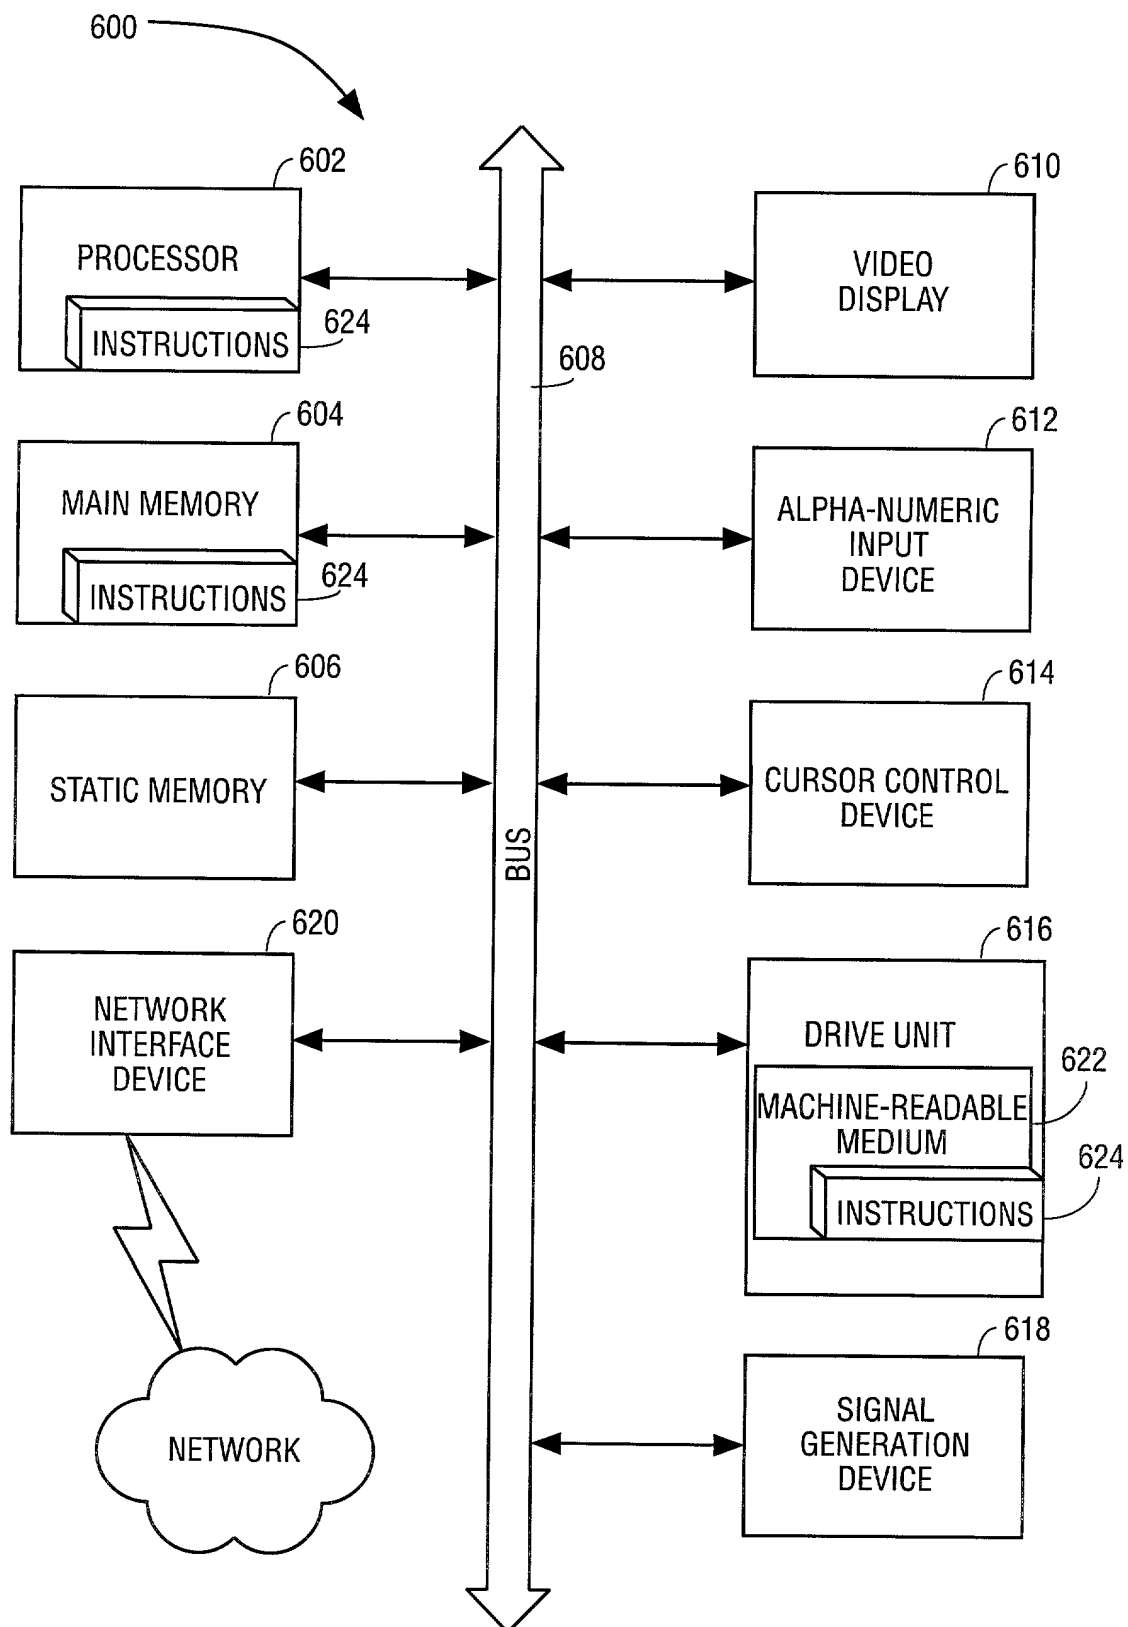 600
602
PROCESSOR
INSTRUCTIONS
624
604
MAIN MEMORY
INSTRUCTIONS
624
606
STATIC MEMORY
620
NETWORK
INTERFACE
DEVICE
NETWORK
608
BUS
610
VIDEO
DISPLAY
612
ALPHA-NUMERIC
INPUT
DEVICE
614
CURSOR CONTROL
DEVICE
616
DRIVE UNIT
622
MACHINE-READABLE
MEDIUM
624
INSTRUCTIONS
618
SIGNAL
GENERATION
DEVICE